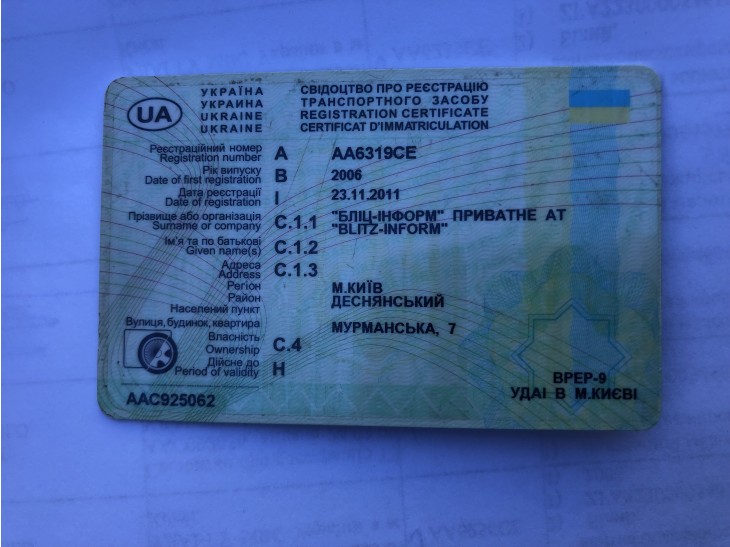 UA
УКРАЇНА
УКРАИНА
UKRAINE
UKRAINE
СВІДОЦТВО ПРО РЕЄСТРАЦІЮ
ТРАНСПОРТНОГО ЗАСОБУ
REGISTRATION CERTIFICATE
CERTIFICAT D'IMMATRICULATION
Реєстраційний номер
Registration number A AA6319CE
Рік випуску
Date of first registration B 2006
Дата реєстрації
Date of registration I 23.11.2011
Прізвище або організація
Surname or company C.1.1 "БЛІЦ-ІНФОРМ" ПРИВАТНЕ АТ
"BLITZ-INFORM"
Ім'я та по батькові
Given name(s) C.1.2
Адреса
Address C.1.3
Регіон М.КИЇВ
Район ДЕСНЯНСЬКИЙ
Населений пункт
Вулиця, будинок, квартира МУРМАНСЬКА, 7
Власність
Ownership C.4
Дійсне до
Period of validity H
ВРЕР-9
УДАІ В М.КИЄВІ
AAC925062